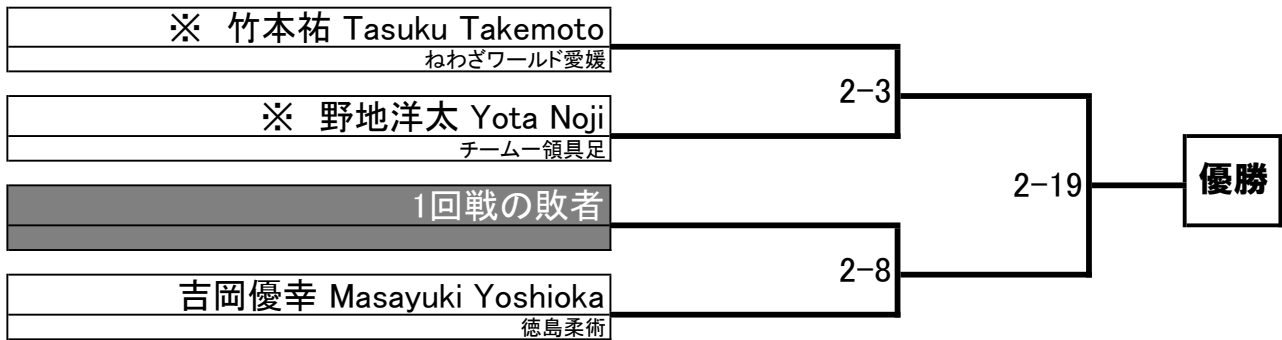 ※ 竹本祐 Tasuku Takemoto
ねわざワールド愛媛
2-3
※ 野地洋太 Yota Noji
チーム一領具足
2-19
優勝
1回戦の敗者
2-8
吉岡優幸 Masayuki Yoshioka
徳島柔術